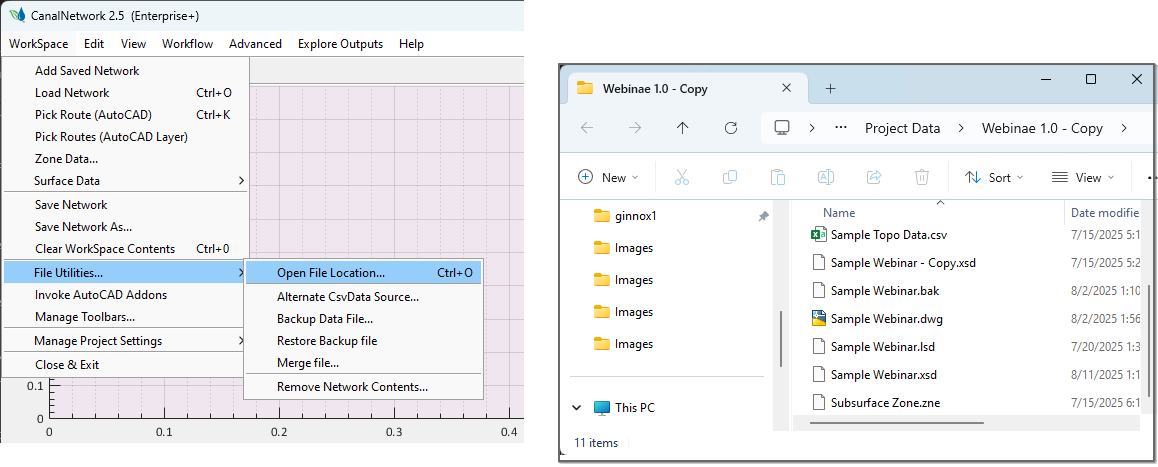 CanalNetwork 2.5 (Enterprise+)
WorkSpace Edit View Workflow Advanced Explore Outputs Help
Add Saved Network
Load Network Ctrl+O
Pick Route (AutoCAD) Ctrl+K
Pick Routes (AutoCAD Layer)
Zone Data...
Surface Data
Save Network
Save Network As...
Clear WorkSpace Contents Ctrl+0
File Utilities...
Invoke AutoCAD Addons
Manage Toolbars...
Manage Project Settings
Close & Exit
Open File Location... Ctrl+O
Alternate CsvData Source...
Backup Data File...
Restore Backup file
Merge file...
Remove Network Contents...
0.1
0
0 0.1 0.2 0.3 0.4
Webinae 1.0 - Copy
Project Data Webinae 1.0 - Copy
New Sort View
ginnox1
Images
Images
Images
Images
This PC
Name Date modifie
Sample Topo Data.csv 7/15/2025 5:1
Sample Webinar - Copy.xsd 7/15/2025 5:2
Sample Webinar.bak 8/2/2025 1:10
Sample Webinar.dwg 8/2/2025 1:56
Sample Webinar.lsd 7/20/2025 1:3
Sample Webinar.xsd 8/11/2025 1:1
Subsurface Zone.zne 7/15/2025 6:1
11 items